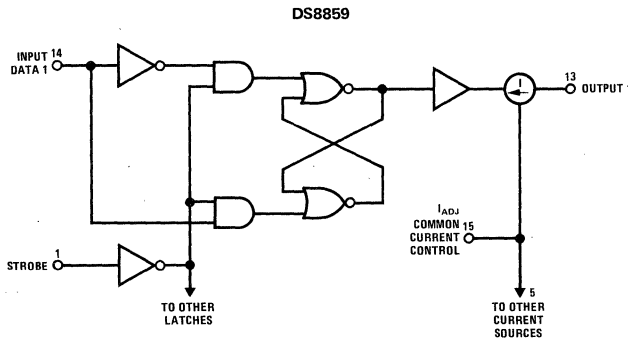 DS8859
INPUT 14
DATA 1
I
13
OUTPUT 1
I_ADJ
COMMON 15
CURRENT
CONTROL
1
STROBE
TO OTHER
LATCHES
5
TO OTHER
CURRENT
SOURCES